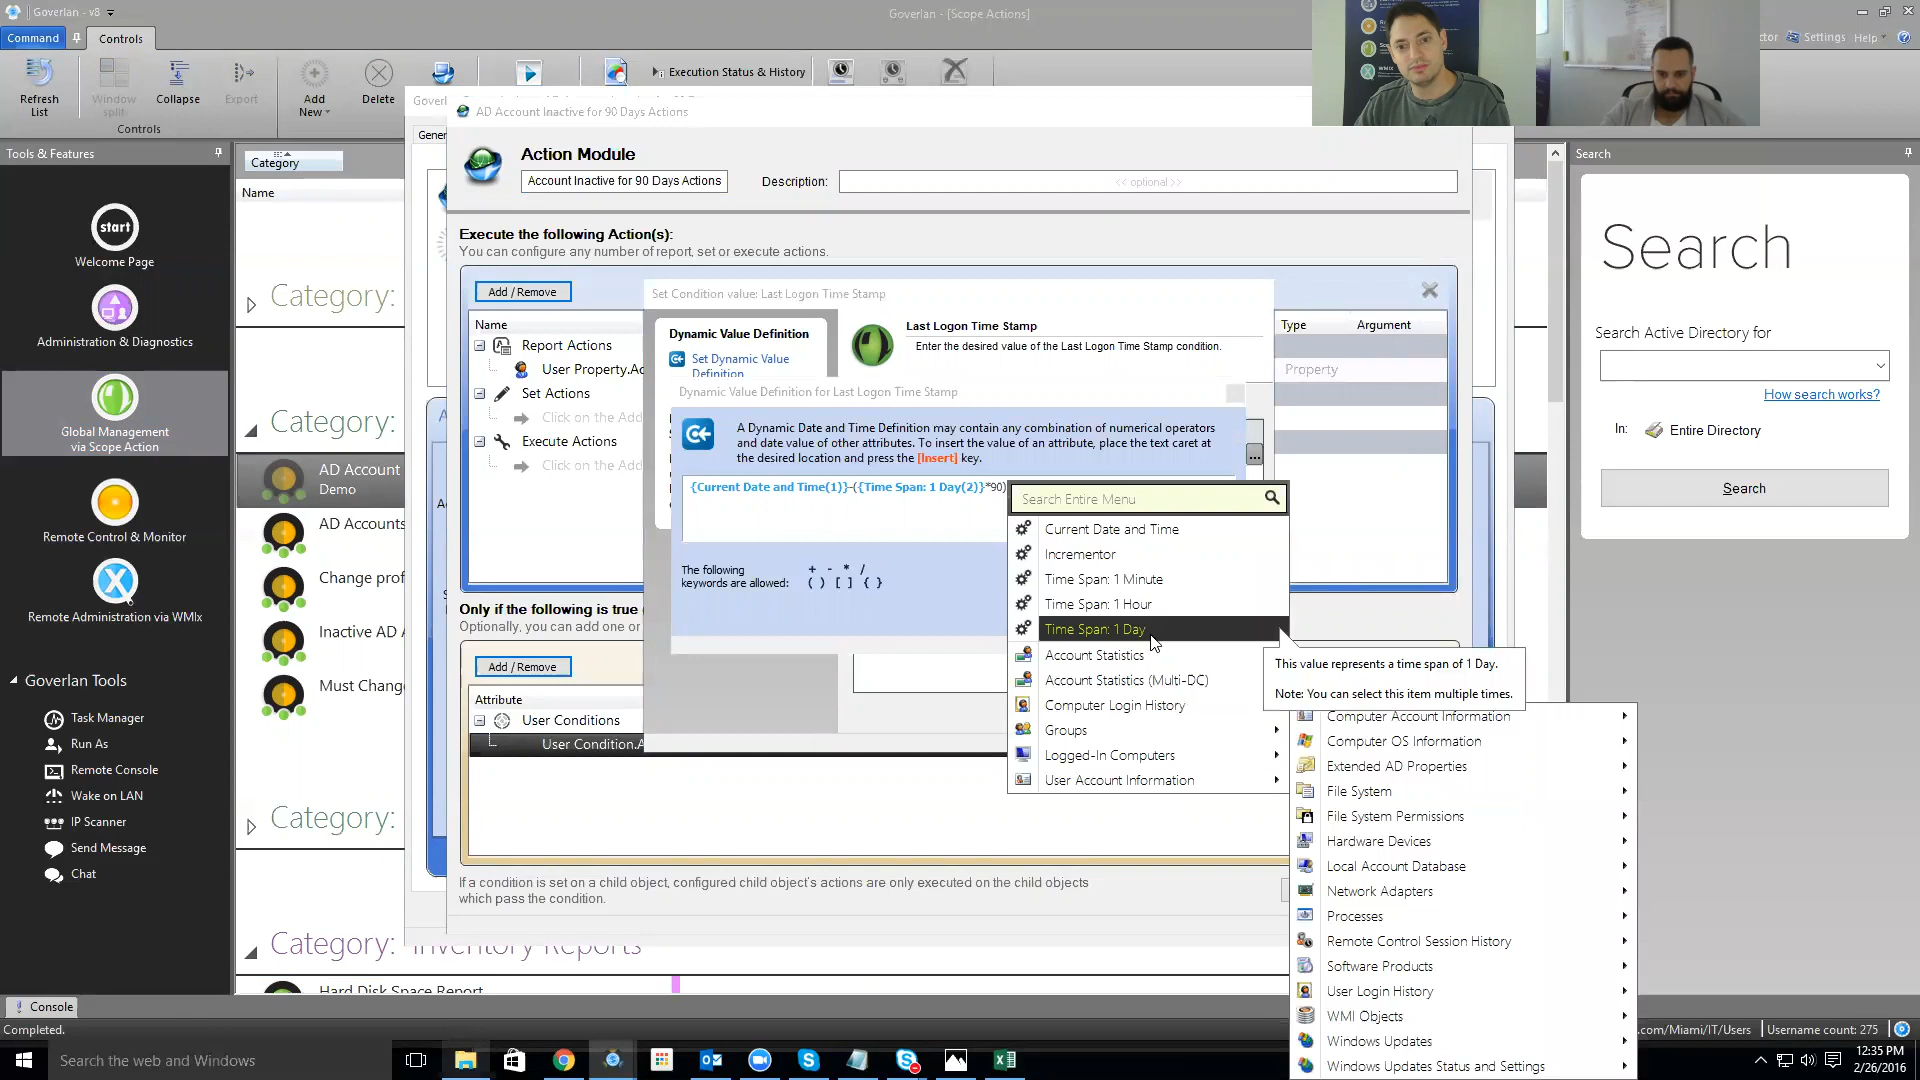 Goverlan - v8
Goverlan - [Scope Actions]
Command
Controls
Settings
Help
Refresh
List
Window
split
Collapse
Export
Add
New
Delete
Execution Status & History
Controls
AD Account Inactive for 90 Days Actions
Tools & Features
Category
Name
Search
Action Module
Account Inactive for 90 Days Actions
Description:
<< optional >>
Execute the following Action(s):
You can configure any number of report, set or execute actions.
Add / Remove
Name
Type
Argument
Report Actions
User Property.Ac
Property
Set Actions
Click on the Add
Execute Actions
Click on the Add
Set Condition value: Last Logon Time Stamp
Dynamic Value Definition
Set Dynamic Value
Definition
Last Logon Time Stamp
Enter the desired value of the Last Logon Time Stamp condition.
Dynamic Value Definition for Last Logon Time Stamp
A Dynamic Date and Time Definition may contain any combination of numerical operators
and date value of other attributes. To insert the value of an attribute, place the text caret at
the desired location and press the [Insert] key.
{Current Date and Time(1)}-({Time Span: 1 Day(2)}*90)
The following
keywords are allowed:
+ - * /
( ) [ ] { }
Search Entire Menu
Current Date and Time
Incrementor
Time Span: 1 Minute
Time Span: 1 Hour
Time Span: 1 Day
Account Statistics
Account Statistics (Multi-DC)
Computer Login History
Groups
Logged-In Computers
User Account Information
This value represents a time span of 1 Day.
Note: You can select this item multiple times.
Computer Account Information
Computer OS Information
Extended AD Properties
File System
File System Permissions
Hardware Devices
Local Account Database
Network Adapters
Processes
Remote Control Session History
Software Products
User Login History
WMI Objects
Windows Updates
Windows Updates Status and Settings
Only if the following is true
Optionally, you can add one or
Add / Remove
Attribute
User Conditions
User Condition.A
If a condition is set on a child object, configured child object's actions are only executed on the child objects
which pass the condition.
start
Welcome Page
Administration & Diagnostics
Global Management
via Scope Action
Remote Control & Monitor
Remote Administration via WMIx
Goverlan Tools
Task Manager
Run As
Remote Console
Wake on LAN
IP Scanner
Send Message
Chat
Category:
Category:
AD Account
Demo
AD Accounts
Change prof
Inactive AD A
Must Change
Category:
Category: Inventory Reports
Hard Disk Space Report
Search
Search Active Directory for
How search works?
In:
Entire Directory
Search
Console
Completed.
.com/Miami/IT/Users
Username count: 275
Search the web and Windows
12:35 PM
2/26/2016